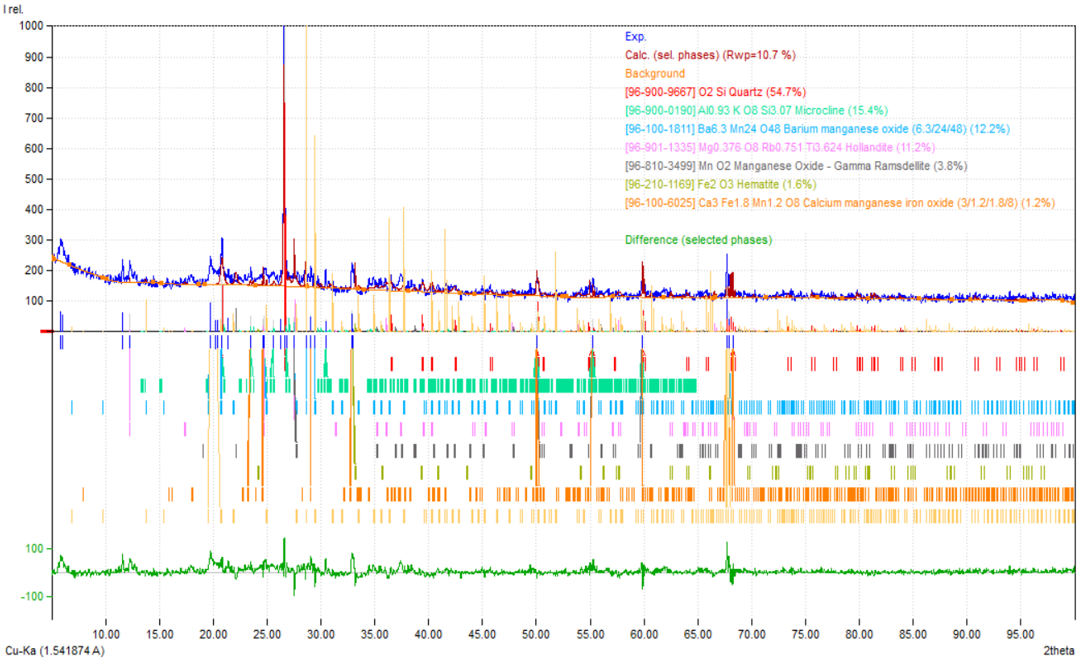 I rel.
1000
900
800
700
600
500
400
300
200
100
Exp.
Calc. (sel. phases) (Rwp=10.7 %)
Background
[96-900-9667] O2 Si Quartz (54.7%)
[96-900-0190] Al0.93 K O8 Si3.07 Microcline (15.4%)
[96-100-1811] Ba6.3 Mn24 O48 Barium manganese oxide (6.3/24/48) (12.2%)
[96-901-1335] Mg0.376 O8 Rb0.751 Ti3.624 Hollandite (11.2%)
[96-810-3499] Mn O2 Manganese Oxide - Gamma Ramsdellite (3.8%)
[96-210-1169] Fe2 O3 Hematite (1.6%)
[96-100-6025] Ca3 Fe1.8 Mn1.2 O8 Calcium manganese iron oxide (3/1.2/1.8/8) (1.2%)
Difference (selected phases)
100
-100
10.00 15.00 20.00 25.00 30.00 35.00 40.00 45.00 50.00 55.00 60.00 65.00 70.00 75.00 80.00 85.00 90.00 95.00
Cu-Ka (1.541874 A) 2theta